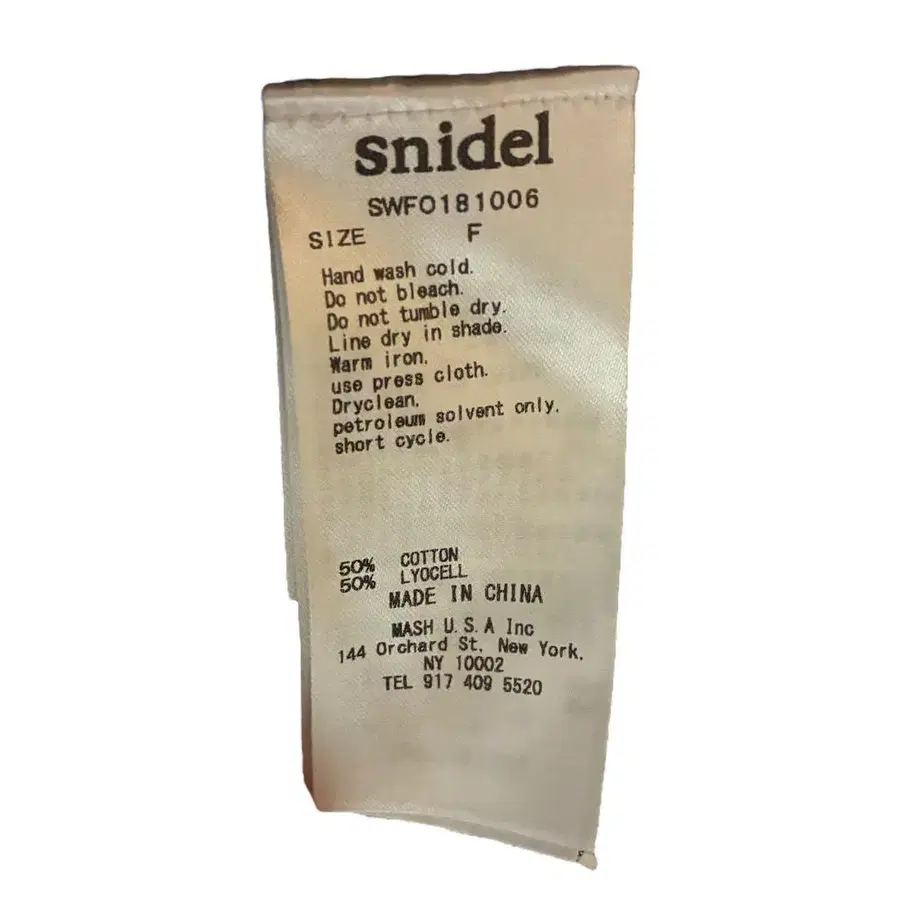 snidel
SWFO181006
SIZE F
Hand wash cold.
Do not bleach.
Do not tumble dry.
Line dry in shade.
Warm iron.
use press cloth.
Dryclean.
petroleum solvent only.
short cycle.
50% COTTON
50% LYOCELL
MADE IN CHINA
MASH U.S.A Inc
144 Orchard St. New York.
NY 10002
TEL 917 409 5520